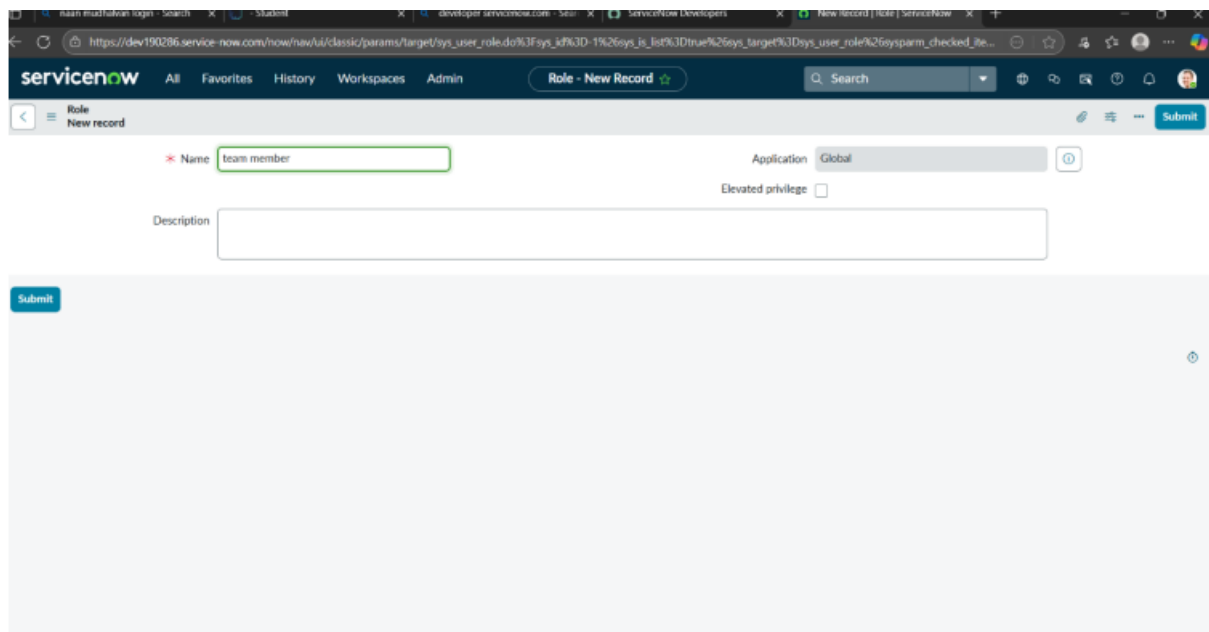 naan mudhalvan login - Search - Student developer servicenow.com - Sear ServiceNow Developers New Record | Role | ServiceNow
https://dev190286.service-now.com/now/nav/ui/classic/params/target/sys_user_role.do%3Fsys_id%3D-1%26sys_is_list%3Dtrue%26sys_target%3Dsys_user_role%26sysparm_checked_ite...
servicenow All Favorites History Workspaces Admin Role - New Record Search
Role
New record
Submit
* Name team member Application Global
Elevated privilege
Description
Submit